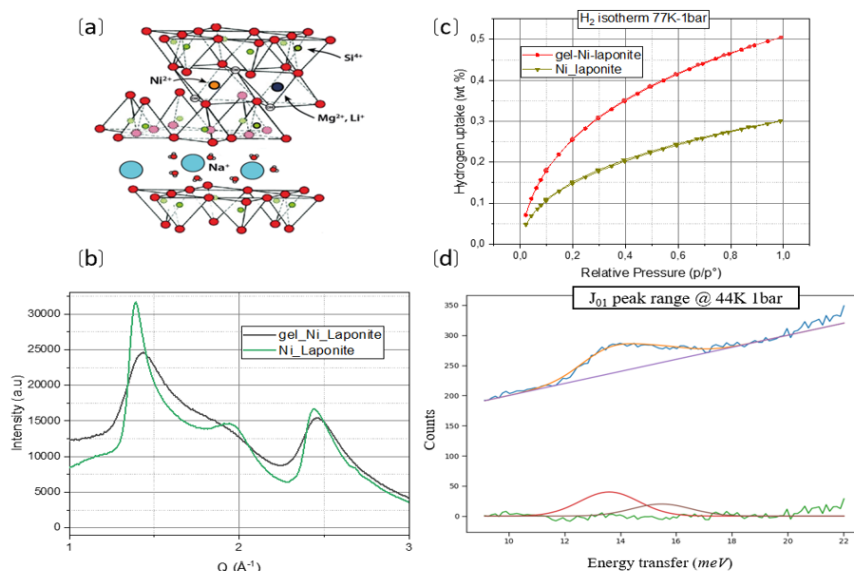 (a)
Si⁴⁺
Ni²⁺
Mg²⁺, Li⁺
Na⁺
(b)
30000
25000
20000
15000
10000
5000
0
Intensity (a.u)
gel_Ni_Laponite
Ni_Laponite
1
2
3
Q (Å⁻¹)
(c)
H₂ isotherm 77K-1bar
gel-Ni-laponite
Ni_laponite
0,5
0,4
0,3
0,2
0,1
0,0
Hydrogen uptake (wt %)
0,0
0,2
0,4
0,6
0,8
1,0
Relative Pressure (p/p°)
(d)
J₀₁ peak range @ 44K 1bar
350
300
250
200
150
100
50
0
Counts
10
12
14
16
18
20
22
Energy transfer (meV)